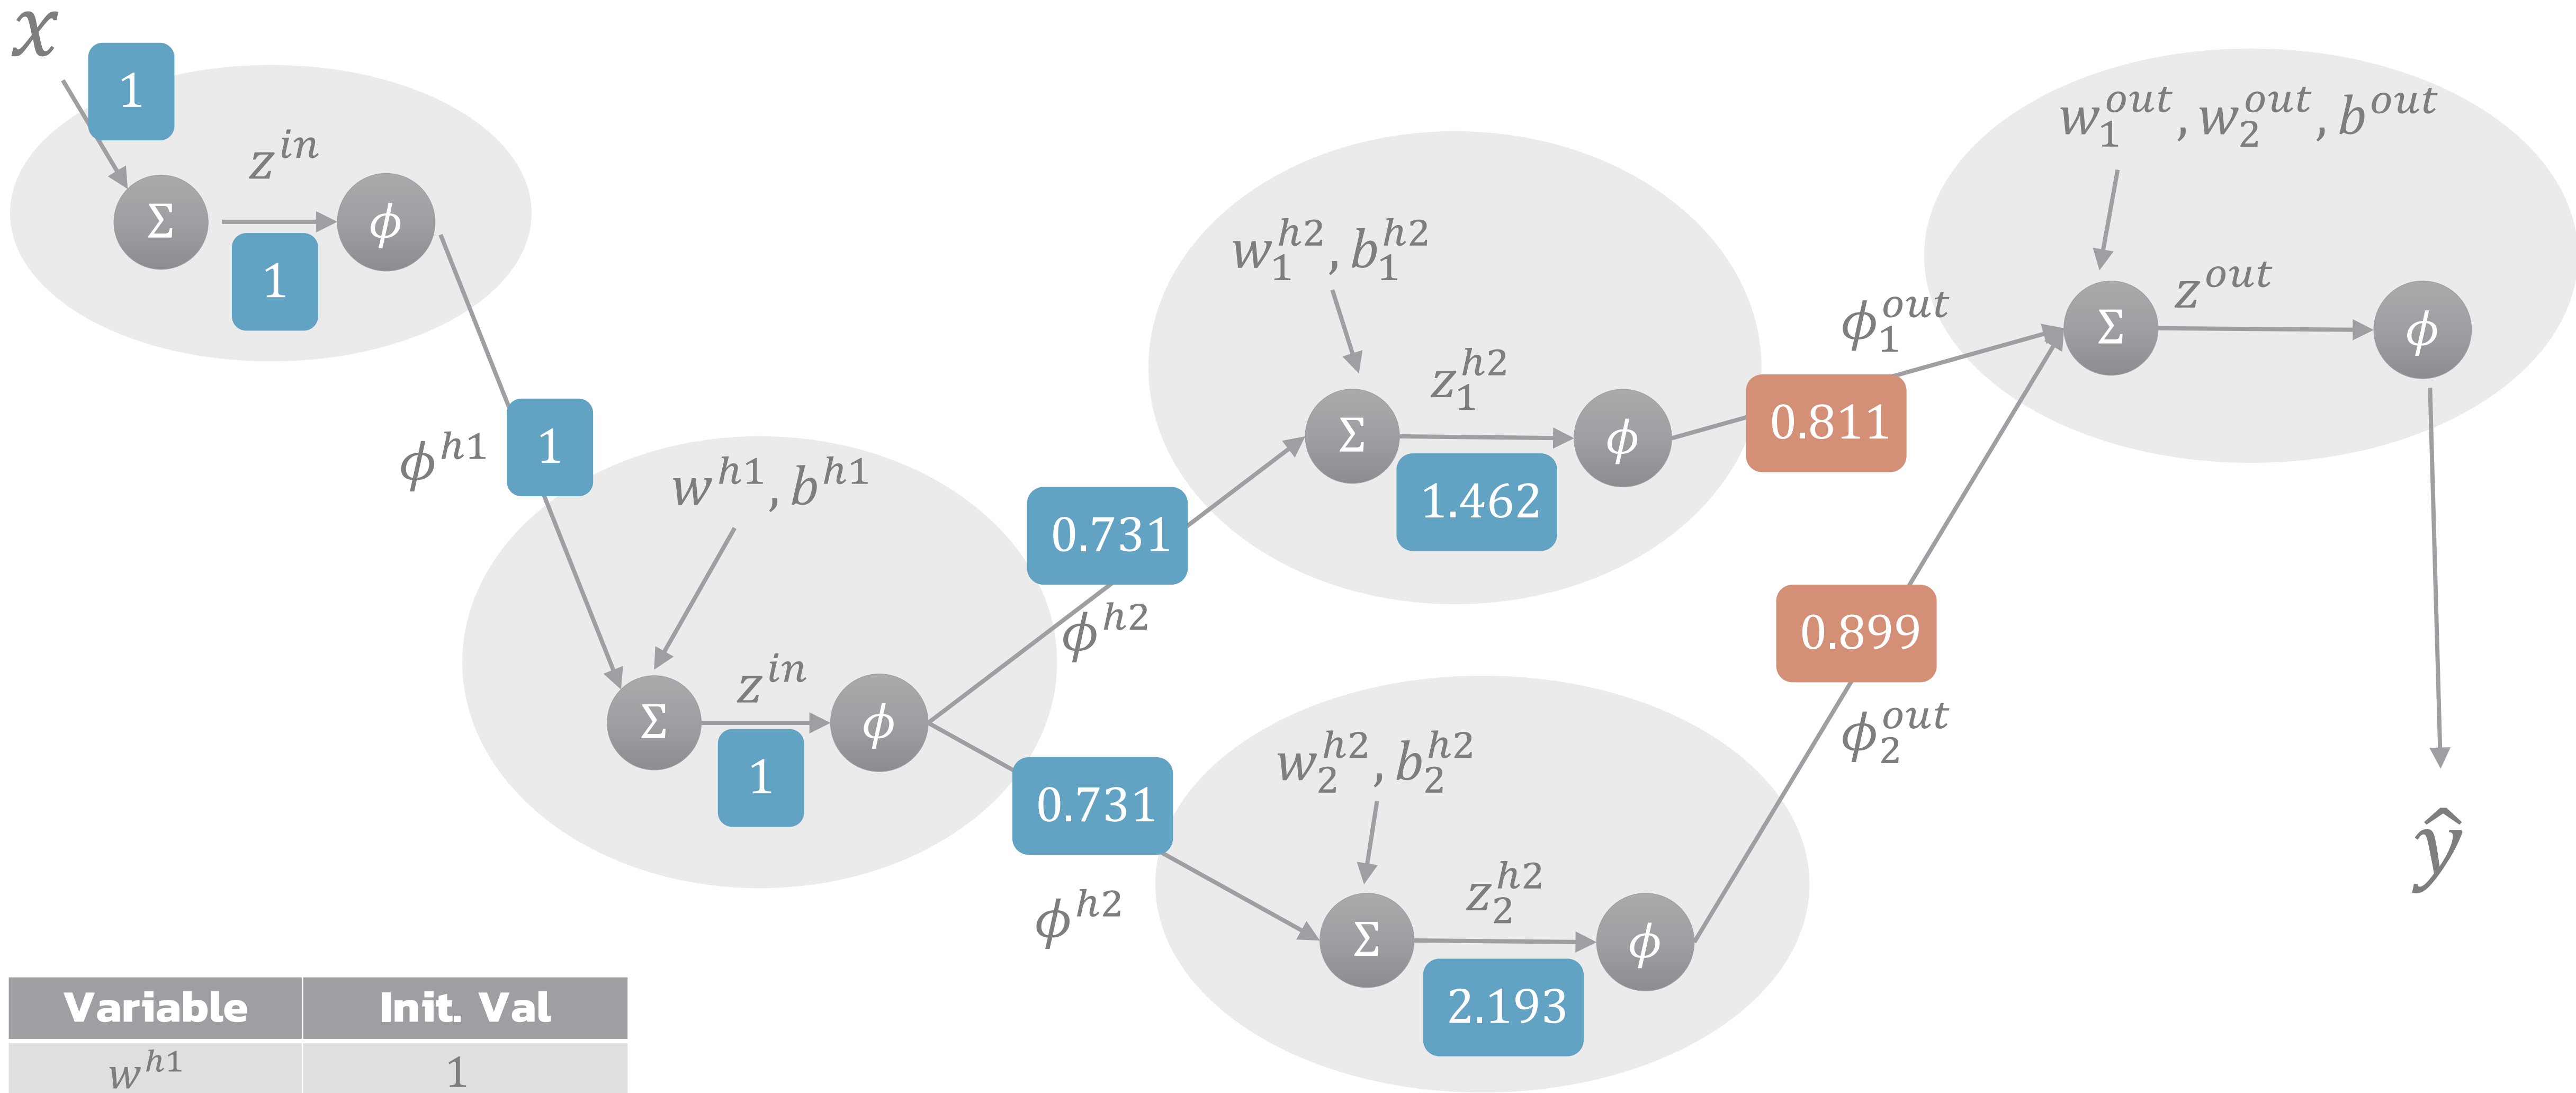 x
1
z^{in}
Σ
ϕ
1
ϕ^{h1}
1
w^{h1}, b^{h1}
Σ
z^{in}
ϕ
1
0.731
ϕ^{h2}
0.731
ϕ^{h2}
w_1^{h2}, b_1^{h2}
Σ
z_1^{h2}
ϕ
1.462
w_2^{h2}, b_2^{h2}
Σ
z_2^{h2}
ϕ
2.193
ϕ_1^{out}
0.811
0.899
ϕ_2^{out}
w_1^{out}, w_2^{out}, b^{out}
Σ
z^{out}
ϕ
ŷ
Variable Init. Val
w^{h1} 1